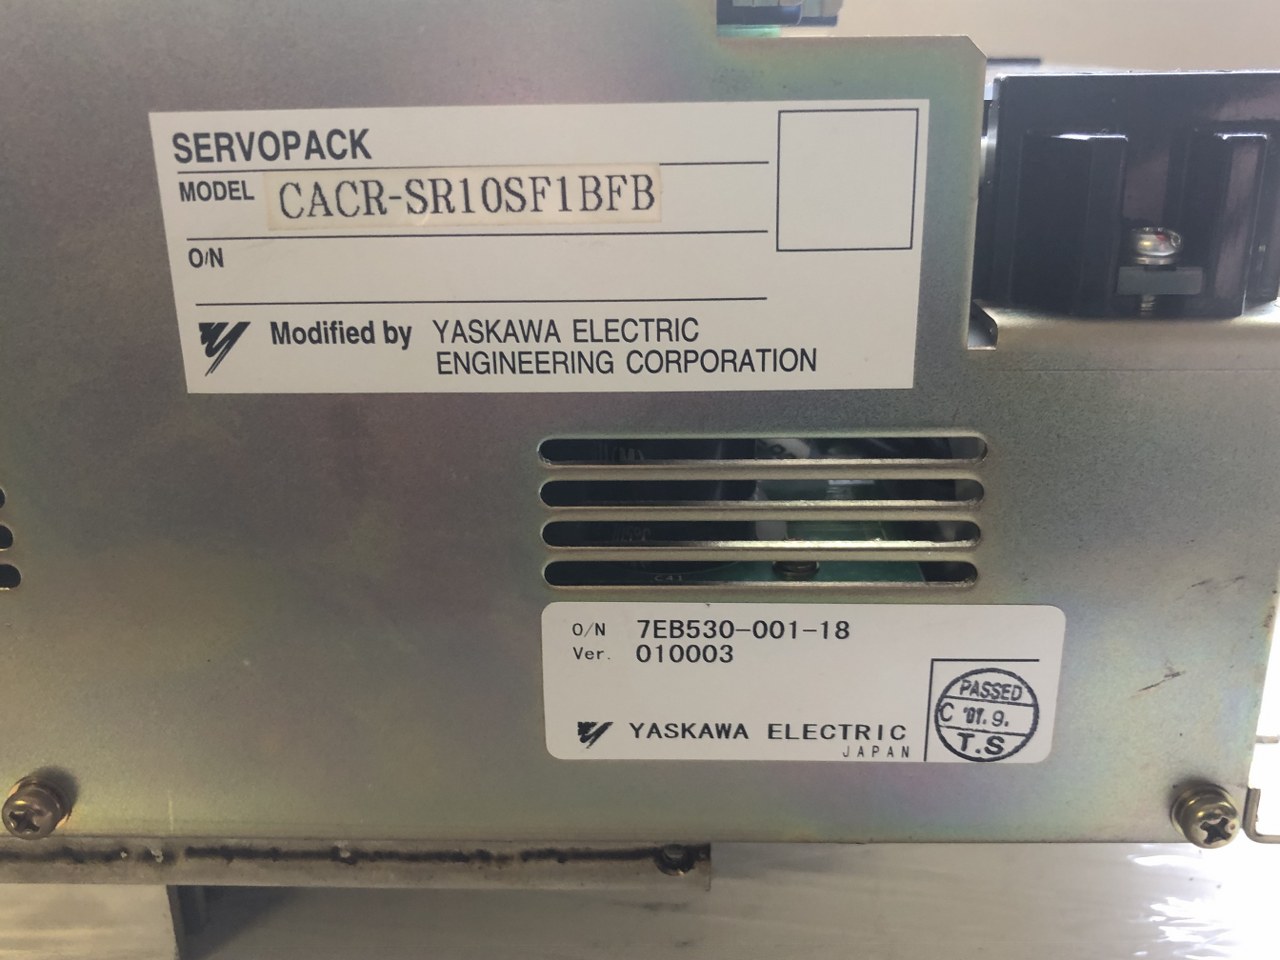 SERVOPACK
MODEL CACR-SR10SF1BFB
O/N
Modified by YASKAWA ELECTRIC
ENGINEERING CORPORATION
C41
O/N 7EB530-001-18
Ver. 010003
YASKAWA ELECTRIC
JAPAN
PASSED
C '01.9.
T.S